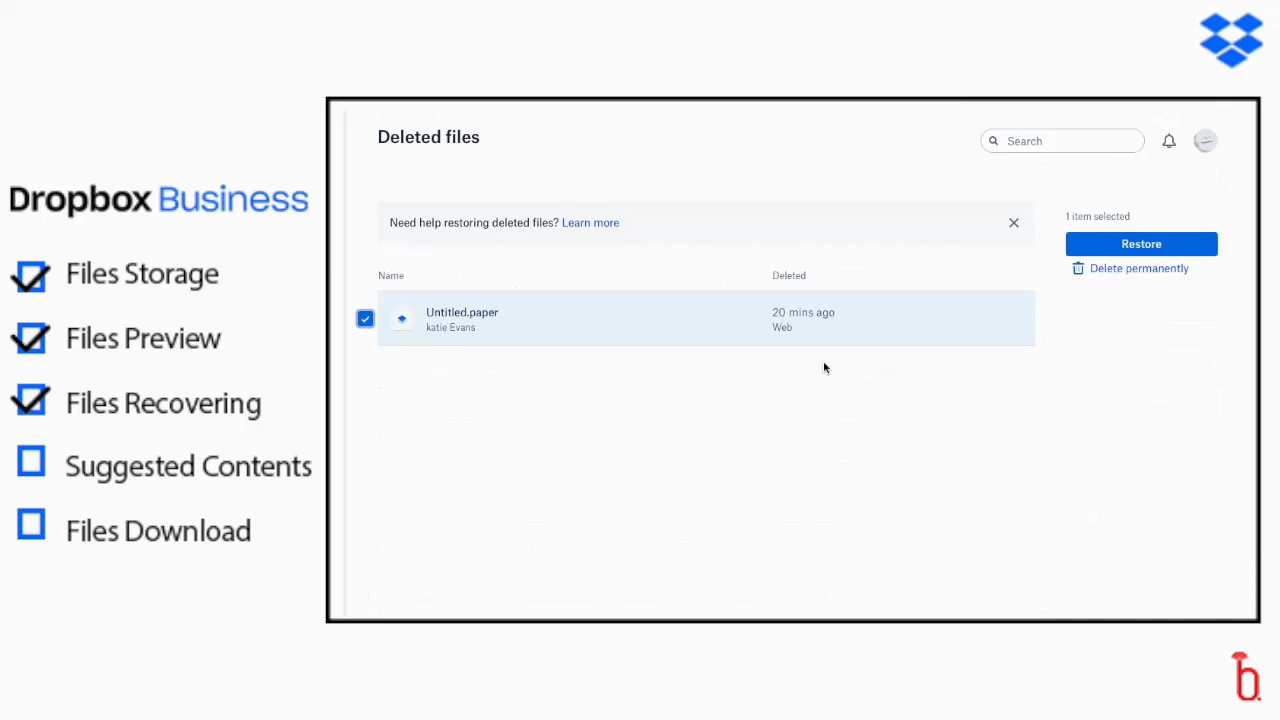 Dropbox Business
Files Storage
Files Preview
Files Recovering
Suggested Contents
Files Download
Deleted files
Search
Need help restoring deleted files? Learn more
1 item selected
Restore
Delete permanently
Name Deleted
Untitled.paper 20 mins ago
katie Evans Web
b.